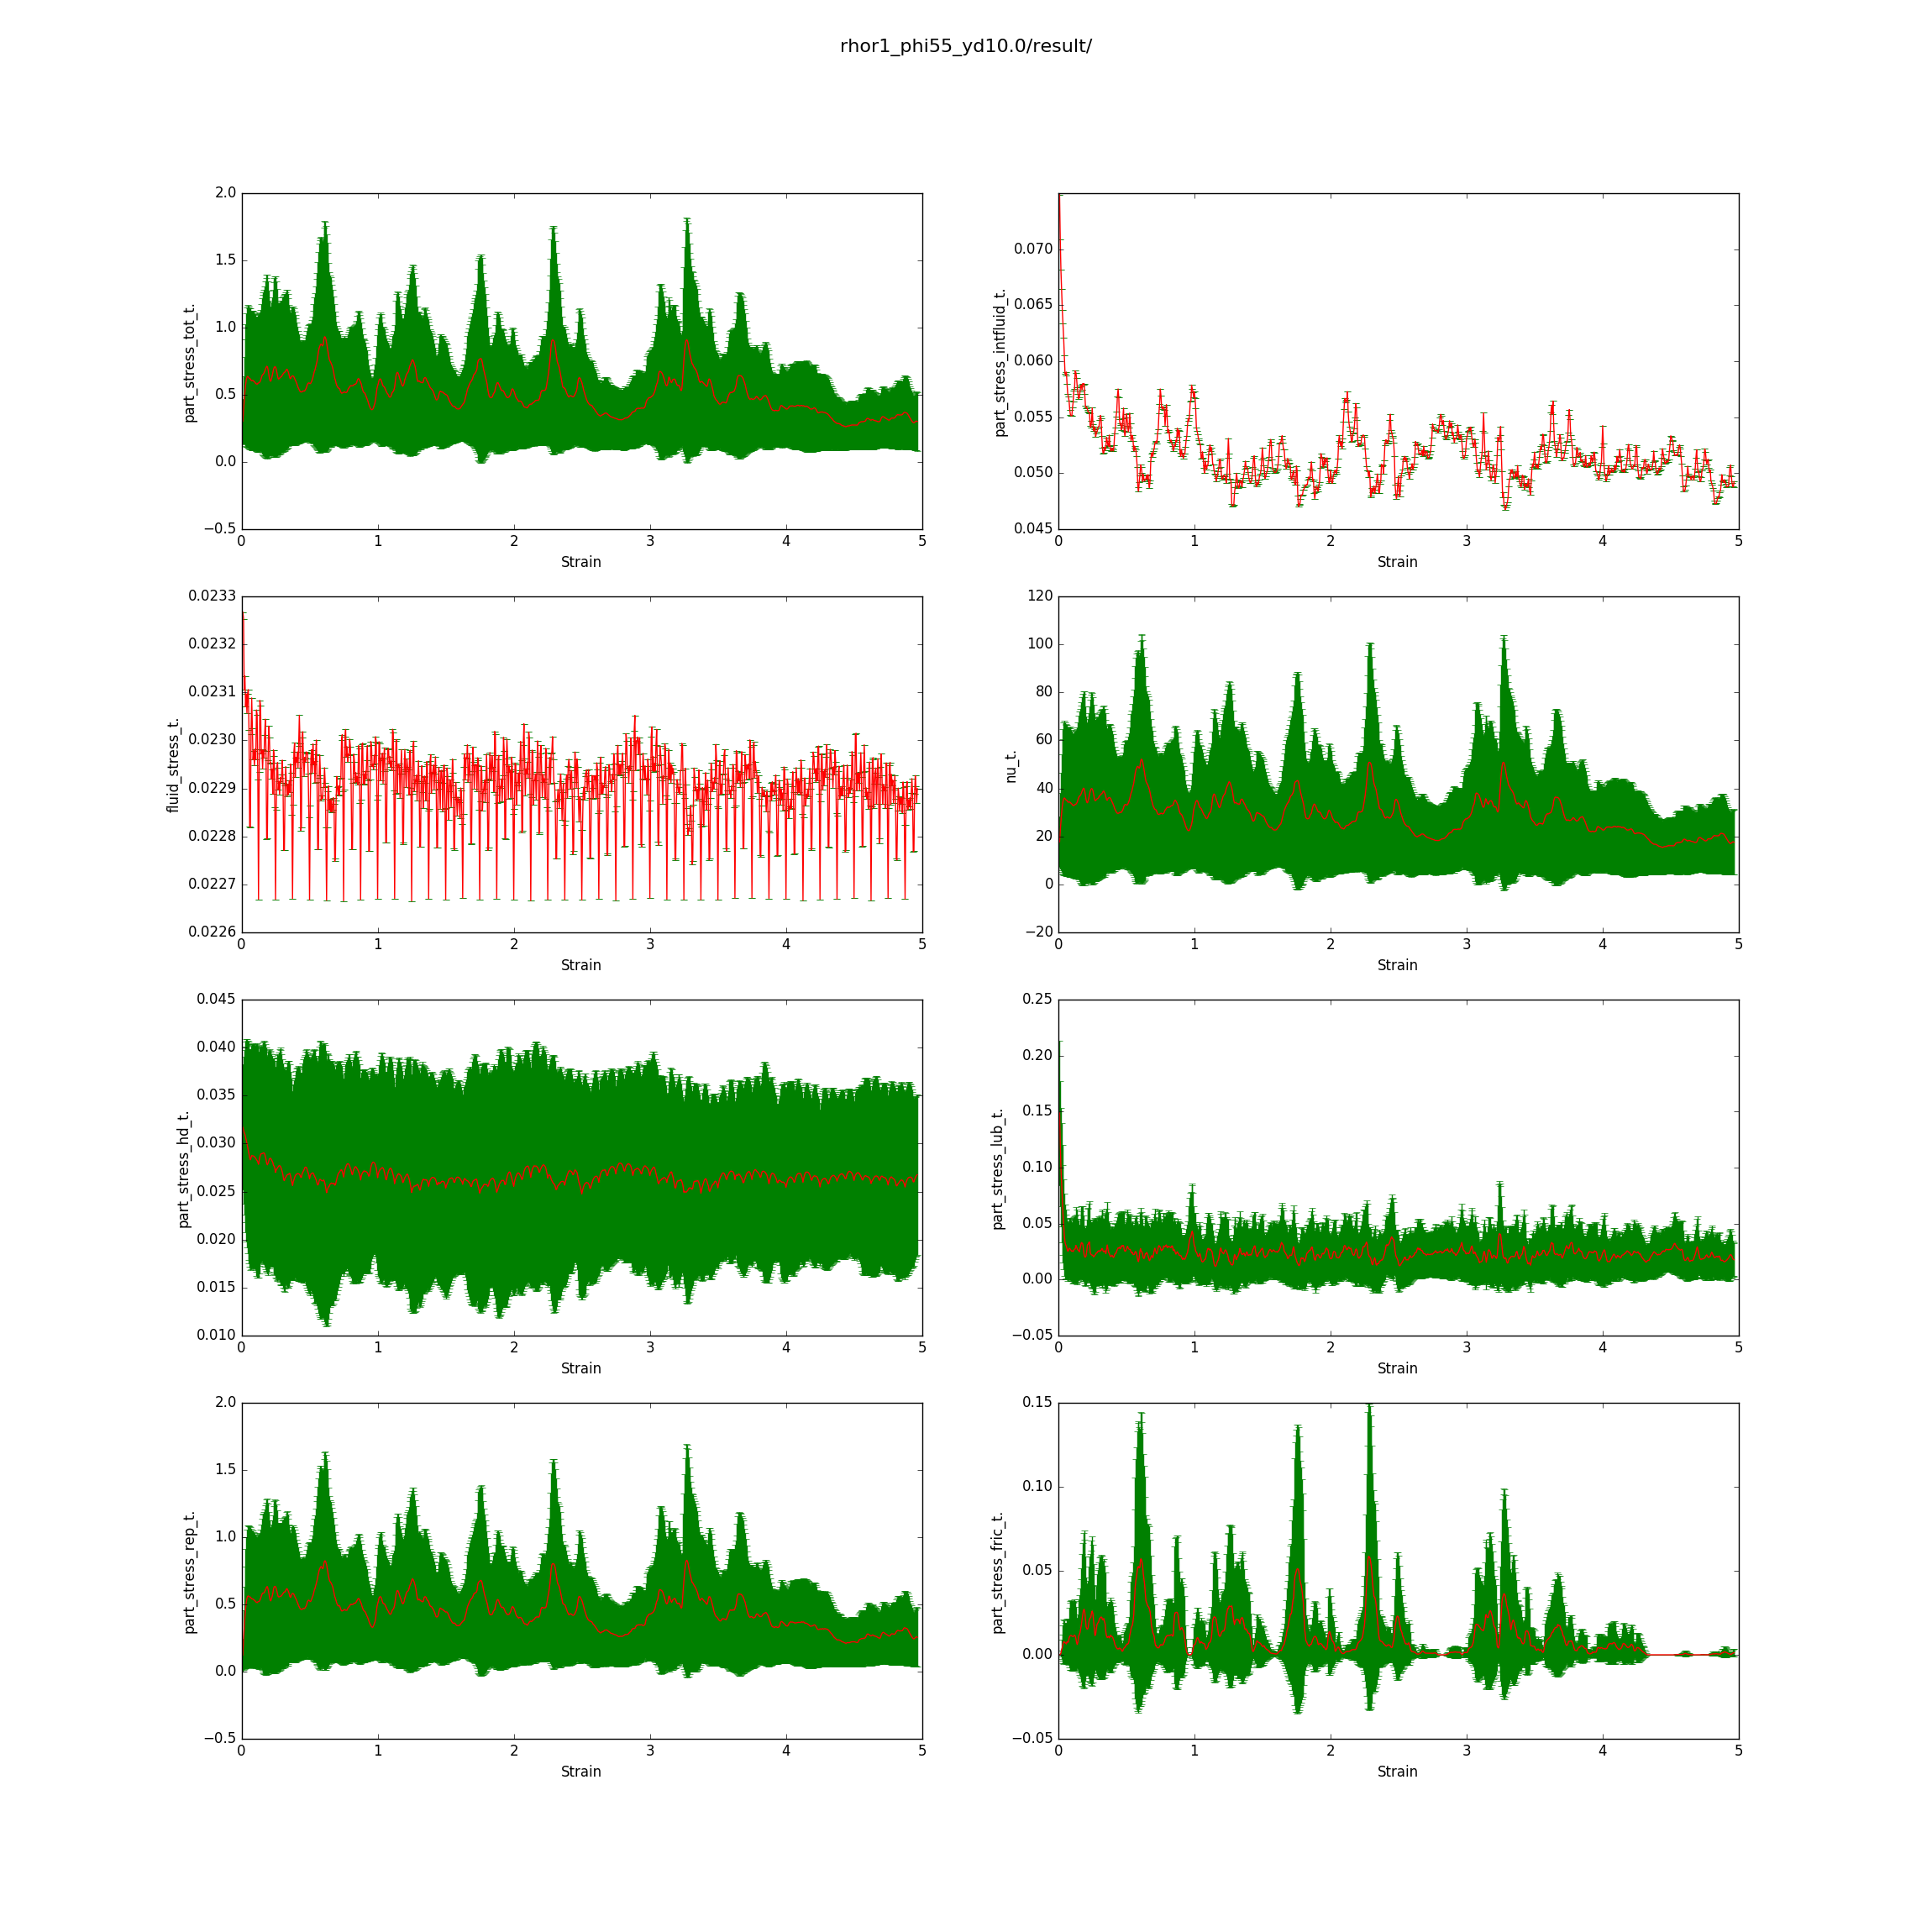 rhor1_phi55_yd10.0/result/
2.0
1.5
1.0
0.5
0.0
−0.5
part_stress_tot_t.
0 1 2 3 4 5
Strain
0.070
0.065
0.060
0.055
0.050
0.045
part_stress_intfluid_t.
0 1 2 3 4 5
Strain
0.0233
0.0232
0.0231
0.0230
0.0229
0.0228
0.0227
0.0226
fluid_stress_t.
0 1 2 3 4 5
Strain
120
100
80
60
40
20
0
−20
nu_t.
0 1 2 3 4 5
Strain
0.045
0.040
0.035
0.030
0.025
0.020
0.015
0.010
part_stress_hd_t.
0 1 2 3 4 5
Strain
0.25
0.20
0.15
0.10
0.05
0.00
−0.05
part_stress_lub_t.
0 1 2 3 4 5
Strain
2.0
1.5
1.0
0.5
0.0
−0.5
part_stress_rep_t.
0 1 2 3 4 5
Strain
0.15
0.10
0.05
0.00
−0.05
part_stress_fric_t.
0 1 2 3 4 5
Strain